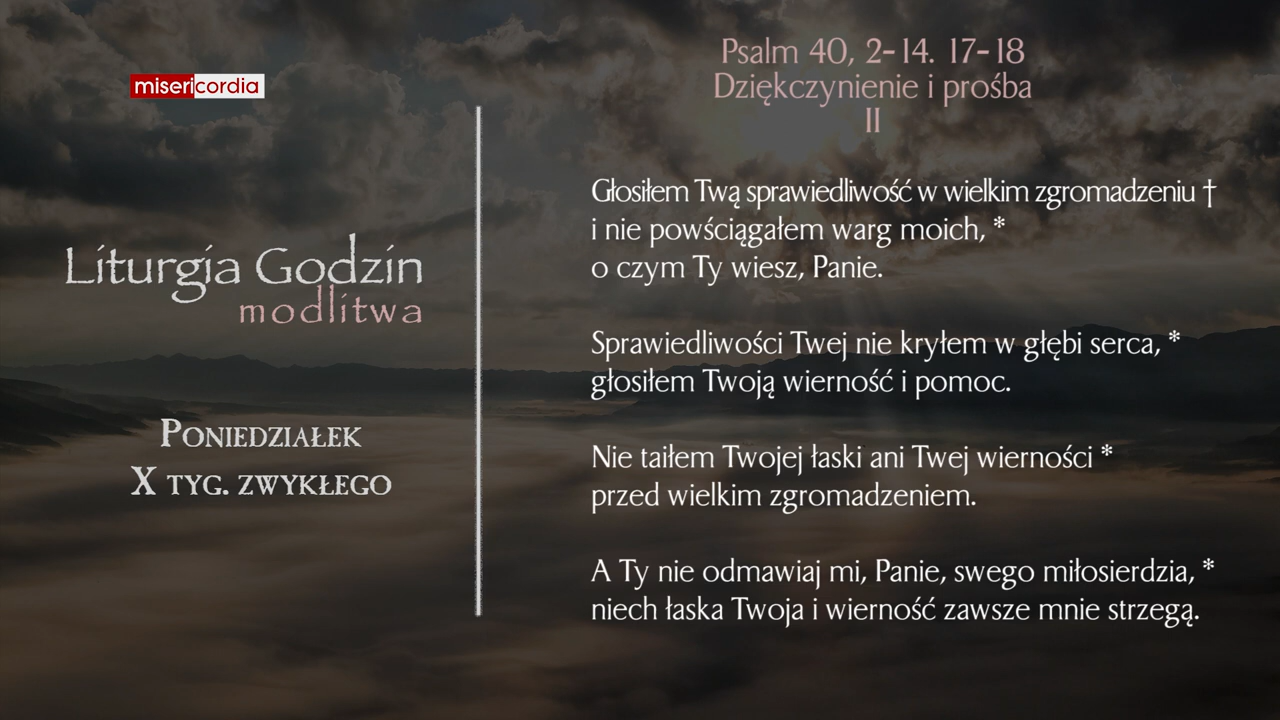 misericordia
Liturgia Godzin
modlitwa
Poniedziałek
X tyg. zwykłego
Psalm 40, 2-14. 17-18
Dziękczynienie i prośba
II
Głosiłem Twą sprawiedliwość w wielkim zgromadzeniu †
i nie powściągałem warg moich, *
o czym Ty wiesz, Panie.
Sprawiedliwości Twej nie kryłem w głębi serca, *
głosiłem Twoją wierność i pomoc.
Nie taiłem Twojej łaski ani Twej wierności *
przed wielkim zgromadzeniem.
A Ty nie odmawiaj mi, Panie, swego miłosierdzia, *
niech łaska Twoja i wierność zawsze mnie strzegą.